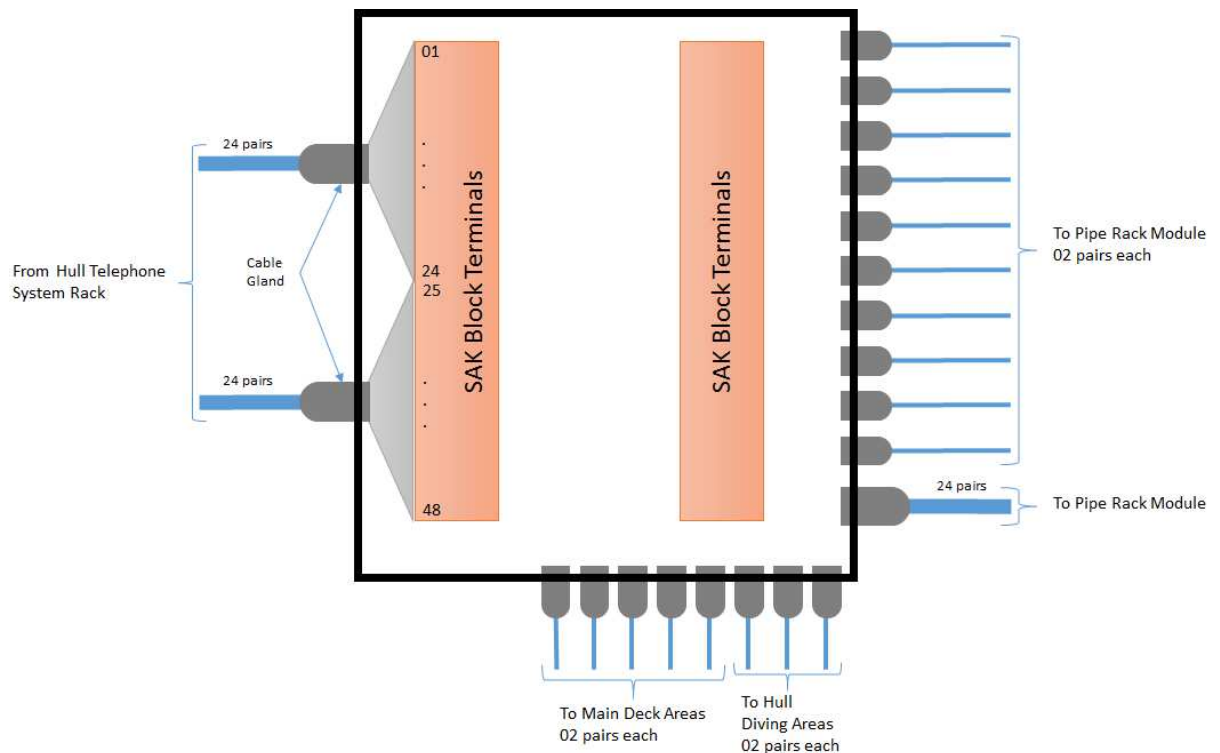 01
.
.
.
24
25
.
.
.
48
SAK Block Terminals
SAK Block Terminals
24 pairs
24 pairs
From Hull Telephone
System Rack
Cable
Gland
To Pipe Rack Module
02 pairs each
24 pairs
To Pipe Rack Module
To Main Deck Areas
02 pairs each
To Hull
Diving Areas
02 pairs each